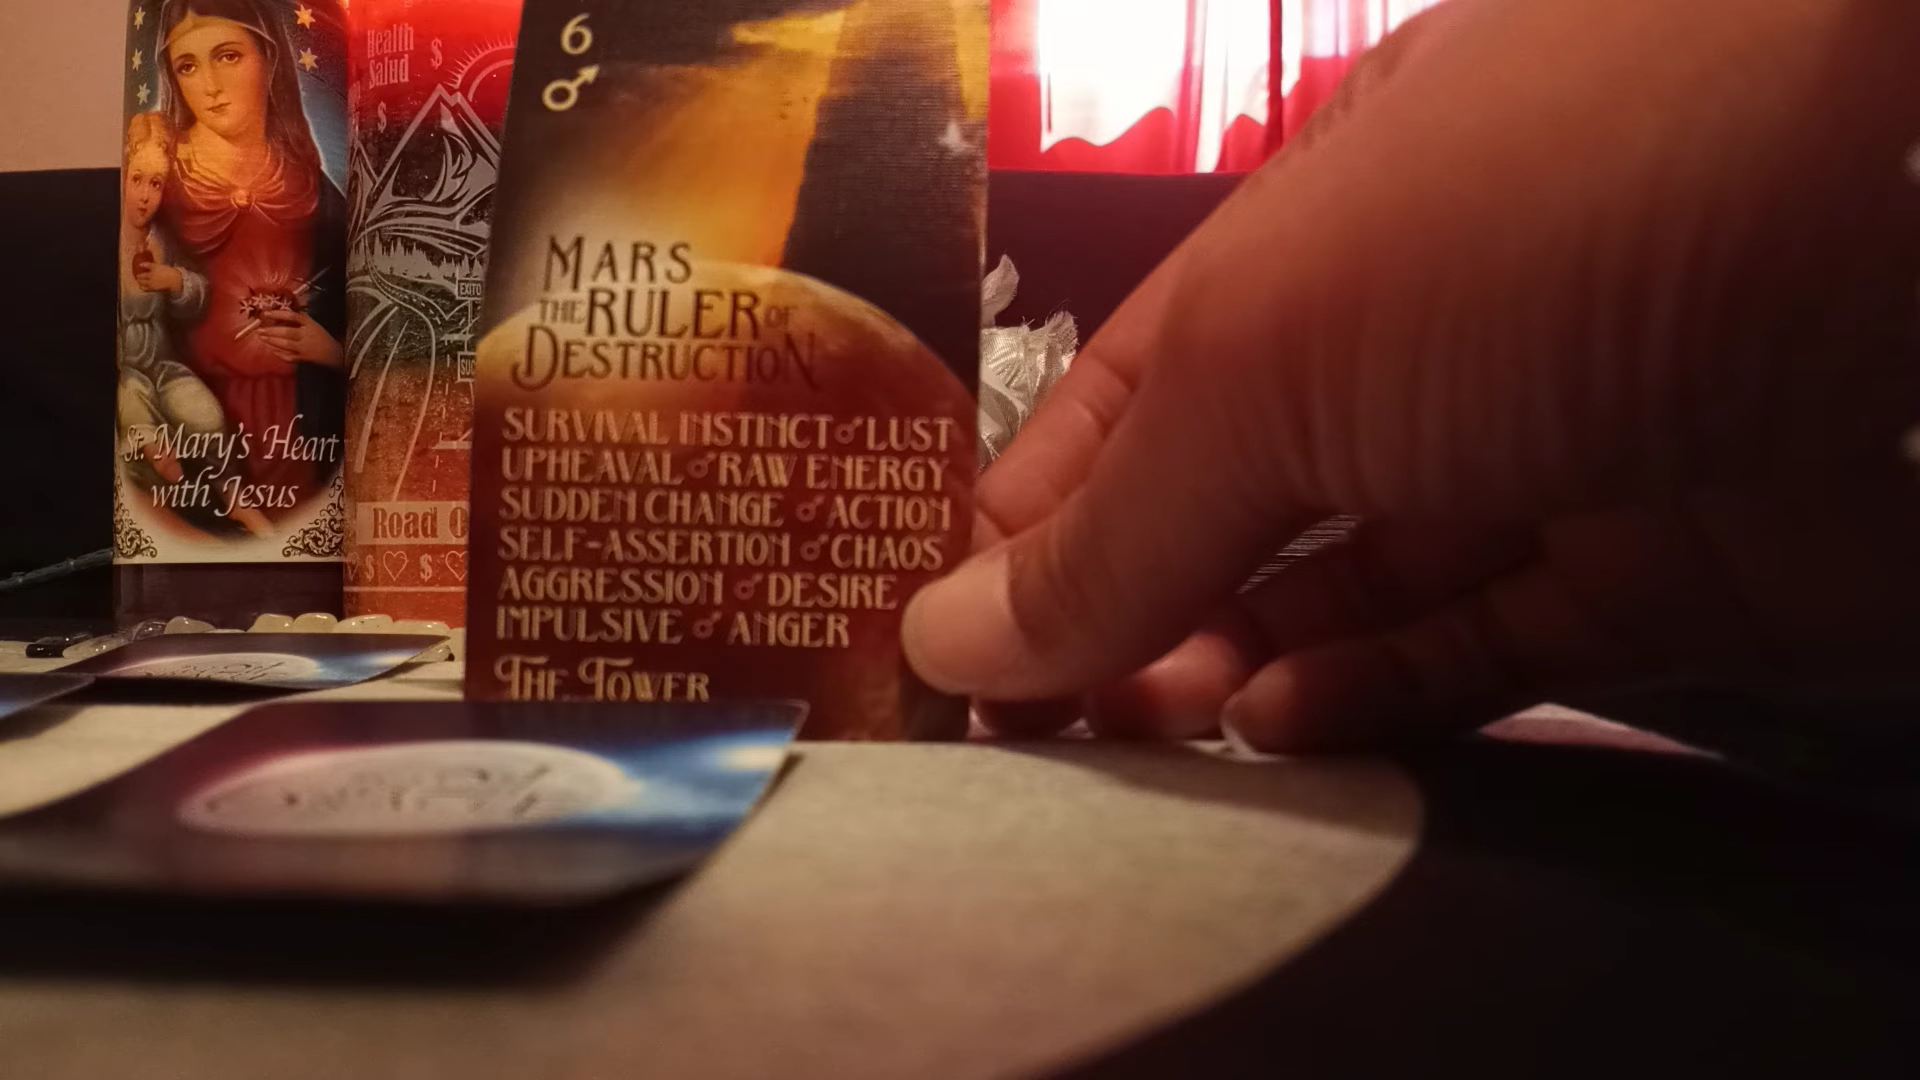 Health
Salud
$
$
EXITO
Road O
$ ♡ $ ♡
St. Mary's Heart
with Jesus
6
♂
MARS
THE RULER OF
DESTRUCTION
SURVIVAL INSTINCT ♂ LUST
UPHEAVAL ♂ RAW ENERGY
SUDDEN CHANGE ♂ ACTION
SELF-ASSERTION ♂ CHAOS
AGGRESSION ♂ DESIRE
IMPULSIVE ♂ ANGER
THE TOWER